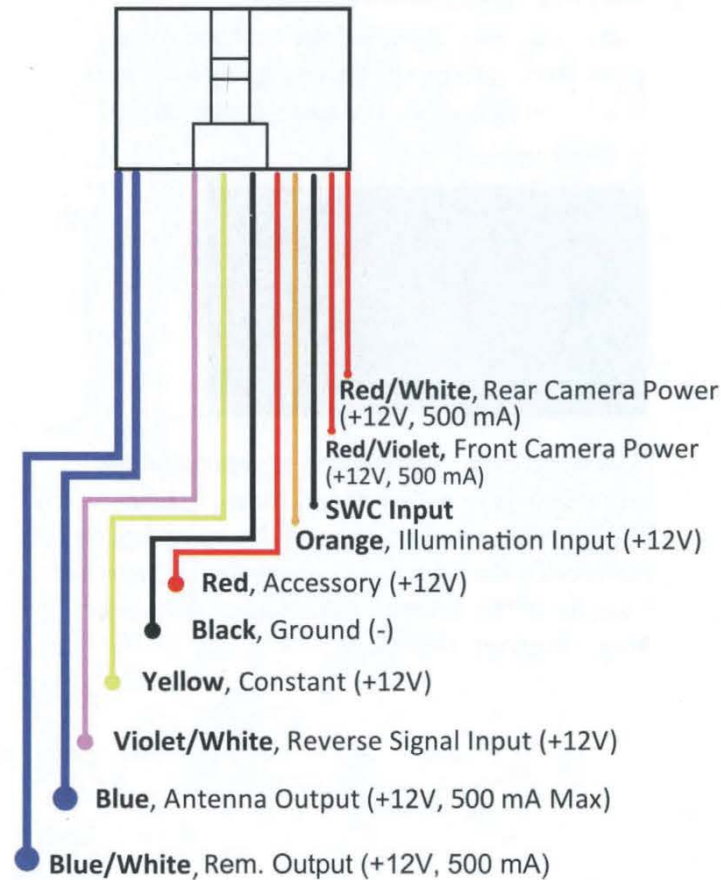 Red/White, Rear Camera Power
(+12V, 500 mA)
Red/Violet, Front Camera Power
(+12V, 500 mA)
SWC Input
Orange, Illumination Input (+12V)
Red, Accessory (+12V)
Black, Ground (-)
Yellow, Constant (+12V)
Violet/White, Reverse Signal Input (+12V)
Blue, Antenna Output (+12V, 500 mA Max)
Blue/White, Rem. Output (+12V, 500 mA)